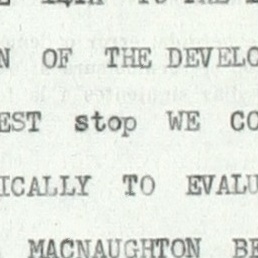 N OF THE DEVELO
EST stop WE CO
ICALLY TO EVALU
MACNAUGHTON BE